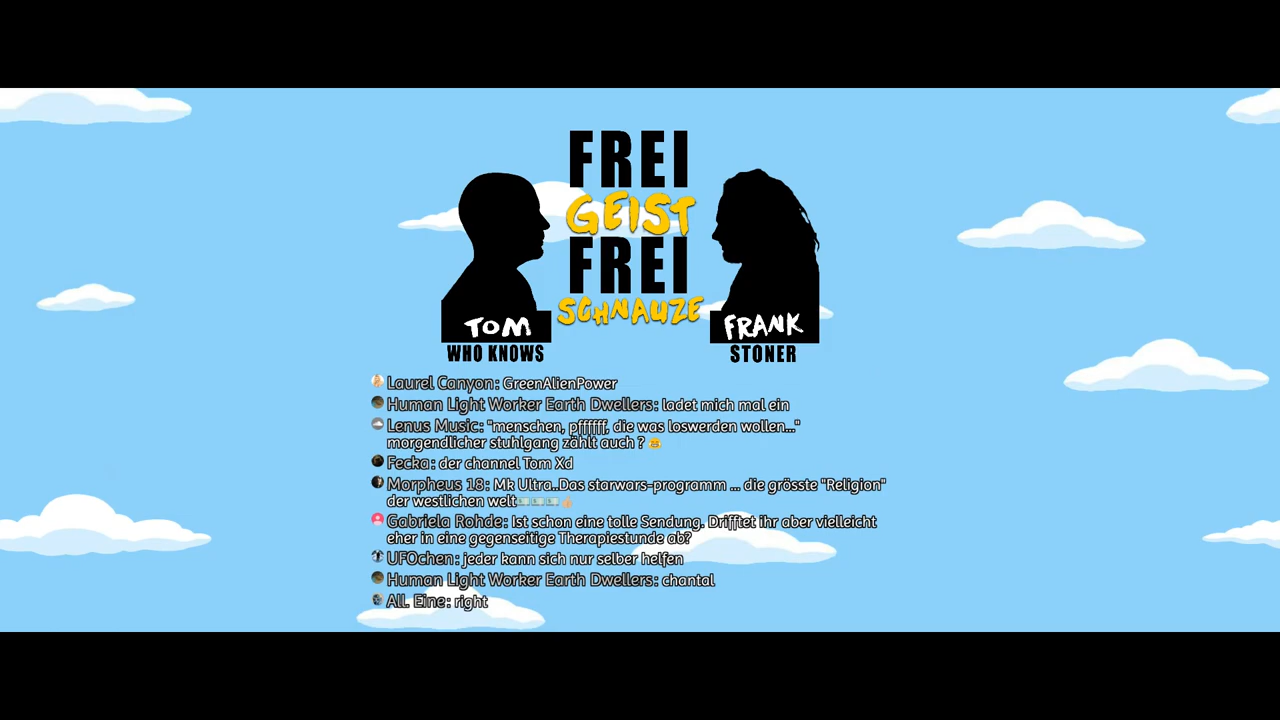 FREI
GEIST
FREI
SCHNAUZE
TOM
WHO KNOWS
FRANK
STONER
Laurel Canyon: GreenAlienPower
Human Light Worker Earth Dwellers: ladet mich mal ein
Lenus Music: "menschen, pffffff, die was loswerden wollen..."
morgendlicher stuhlgang zählt auch ? 😂
Fecka: der channel Tom Xd
Morpheus 18: Mk Ultra..Das starwars-programm ... die grösste "Religion"
der westlichen welt
Gabriela Rohde: Ist schon eine tolle Sendung. Drifftet ihr aber vielleicht
eher in eine gegenseitige Therapiestunde ab?
UFOchen: jeder kann sich nur selber helfen
Human Light Worker Earth Dwellers: chantal
All. Eine: right